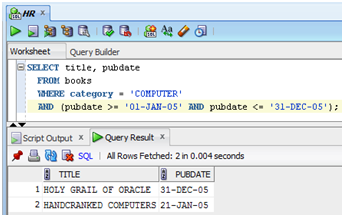 HR
Worksheet Query Builder
SELECT title, pubdate
FROM books
WHERE category = 'COMPUTER'
AND (pubdate >= '01-JAN-05' AND pubdate <= '31-DEC-05');
Script Output Query Result
SQL All Rows Fetched: 2 in 0.004 seconds
TITLE PUBDATE
1 HOLY GRAIL OF ORACLE 31-DEC-05
2 HANDCRANKED COMPUTERS 21-JAN-05